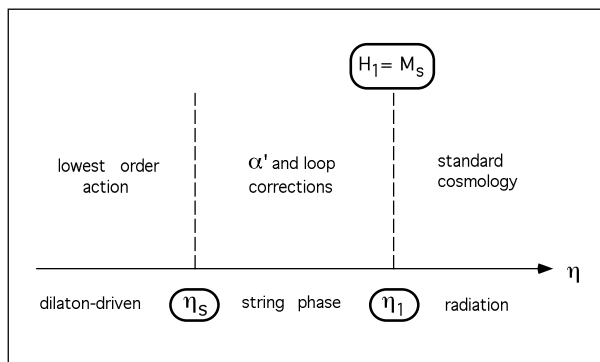 H₁ = Mₛ
lowest order
action
α' and loop
corrections
standard
cosmology
η
dilaton-driven
ηₛ
string phase
η₁
radiation